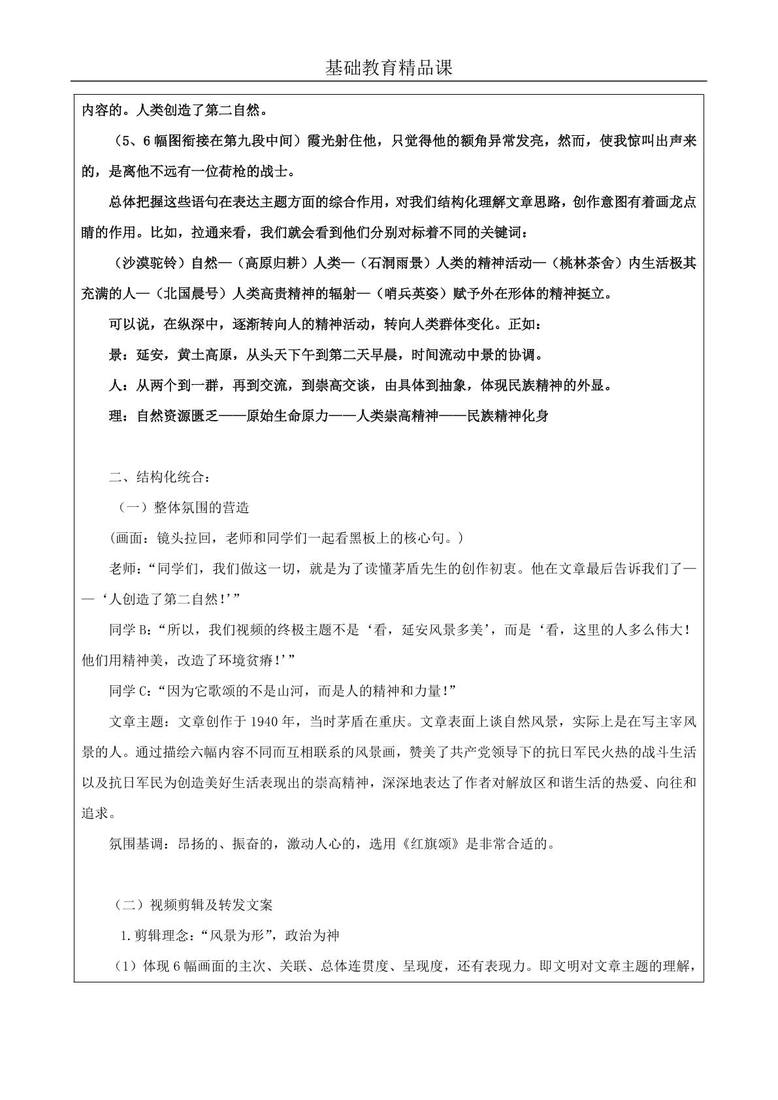 基础教育精品课
内容的。人类创造了第二自然。
（5、6 幅图衔接在第九段中间）霞光射住他，只觉得他的额角异常发亮，然而，使我惊叫出声来
的，是离他不远有一位荷枪的战士。
总体把握这些语句在表达主题方面的综合作用，对我们结构化理解文章思路，创作意图有着画龙点
睛的作用。比如，拉通来看，我们就会看到他们分别对标着不同的关键词：
（沙漠驼铃）自然—（高原归耕）人类—（石洞雨景）人类的精神活动—（桃林茶舍）内生活极其
充满的人—（北国晨号）人类高贵精神的辐射—（哨兵英姿）赋予外在形体的精神挺立。
可以说，在纵深中，逐渐转向人的精神活动，转向人类群体变化。正如：
景：延安，黄土高原，从头天下午到第二天早晨，时间流动中景的协调。
人：从两个到一群，再到交流，到崇高交谈，由具体到抽象，体现民族精神的外显。
理：自然资源匮乏——原始生命原力——人类崇高精神——民族精神化身
二、结构化统合：
（一）整体氛围的营造
(画面：镜头拉回，老师和同学们一起看黑板上的核心句。)
老师：“同学们，我们做这一切，就是为了读懂茅盾先生的创作初衷。他在文章最后告诉我们了—
—‘人创造了第二自然！’”
同学 B：“所以，我们视频的终极主题不是‘看，延安风景多美’，而是‘看，这里的人多么伟大！
他们用精神美，改造了环境贫瘠！’”
同学 C：“因为它歌颂的不是山河，而是人的精神和力量！”
文章主题：文章创作于 1940 年，当时茅盾在重庆。文章表面上谈自然风景，实际上是在写主宰风
景的人。通过描绘六幅内容不同而互相联系的风景画，赞美了共产党领导下的抗日军民火热的战斗生活
以及抗日军民为创造美好生活表现出的崇高精神，深深地表达了作者对解放区和谐生活的热爱、向往和
追求。
氛围基调：昂扬的、振奋的，激动人心的，选用《红旗颂》是非常合适的。
（二）视频剪辑及转发文案
1.剪辑理念：“风景为形”，政治为神
（1）体现 6 幅画面的主次、关联、总体连贯度、呈现度，还有表现力。即文明对文章主题的理解，